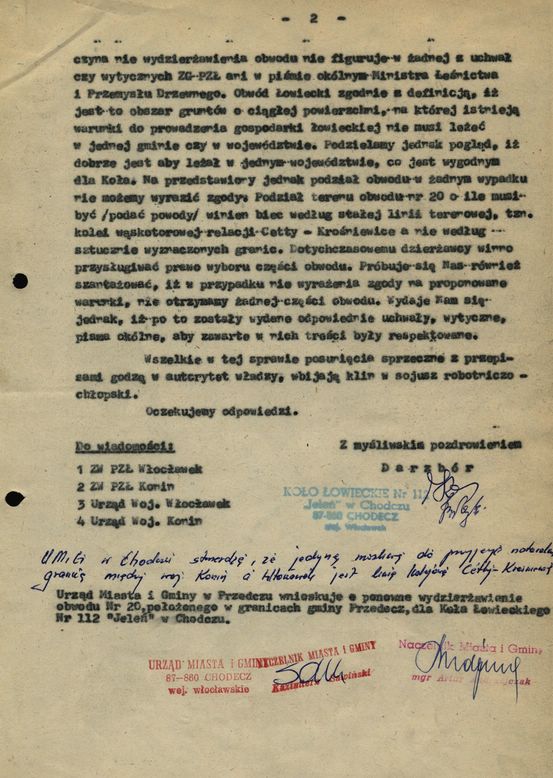 - 2 -
czyna nie wydzierżawienia obwodu nie figuruje w żadnej z uchwał
czy wytycznych ZG-PZŁ ani w piśmie okólnym Ministra Leśnictwa
i Przemysłu Drzewnego. Obwód Łowiecki zgodnie z definicją, iż
jest to obszar gruntów o ciągłej powierzchni, na której istnieją
warunki do prowadzenia gospodarki łowieckiej nie musi leżeć
w jednej gminie czy w województwie. Podzielamy jednak pogląd, iż
dobrze jest aby leżał w jednym województwie, co jest wygodnym
dla Koła. Na przedstawiony jednak podział obwodu w żadnym wypadku
nie możemy wyrazić zgody. Podział terenu obwodu nr 20 o ile musi
być /podać powody/ winien biec według stałej linii terenowej, tzn.
kolei wąskotorowej relacji Cetty - Krośniewice a nie według
sztucznie wyznaczonych granic. Dotychczasowemu dzierżawcy winno
przysługiwać prawo wyboru części obwodu. Próbuje się Nas również
szantażować, iż w przypadku nie wyrażenia zgody na proponowane
warunki, nie otrzymamy żadnej części obwodu. Wydaje Nam się
jednak, iż po to zostały wydane odpowiednie uchwały, wytyczne,
pisma okólne, aby zawarte w nich treści były respektowane.
Wszelkie w tej sprawie posunięcia sprzeczne z przepi-
sami godzą w autorytet władzy, wbijają klin w sojusz robotniczo -
chłopski.
Oczekujemy odpowiedzi.
Do wiadomości:
1 ZW PZŁ Włocławek
2 ZW PZŁ Konin
3 Urząd Woj. Włocławek
4 Urząd Woj. Konin
Z myśliwskim pozdrowieniem
Darzbór
KOŁO ŁOWIECKIE Nr 112
"Jeleń" w Chodczu
87-860 CHODECZ
woj. włocławek
UMiG w Chodczu stwierdza, że jedyną możliwą do przyjęcia naturalną
granicą między woj Konin a Włocławek jest linia kolejowa Cetty-Krośniewice
Urząd Miasta i Gminy w Przedczu wnioskuje o ponowne wydzierżawienie
obwodu Nr 20,położonego w granicach gminy Przedecz,dla Koła Łowieckiego
Nr 112 "Jeleń" w Chodczu.
URZĄD MIASTA i GMINY
87-860 CHODECZ
woj. włocławskie
NACZELNIK MIASTA I GMINY
Kazimierz
Naczelnik Miasta i Gminy
mgr Artur